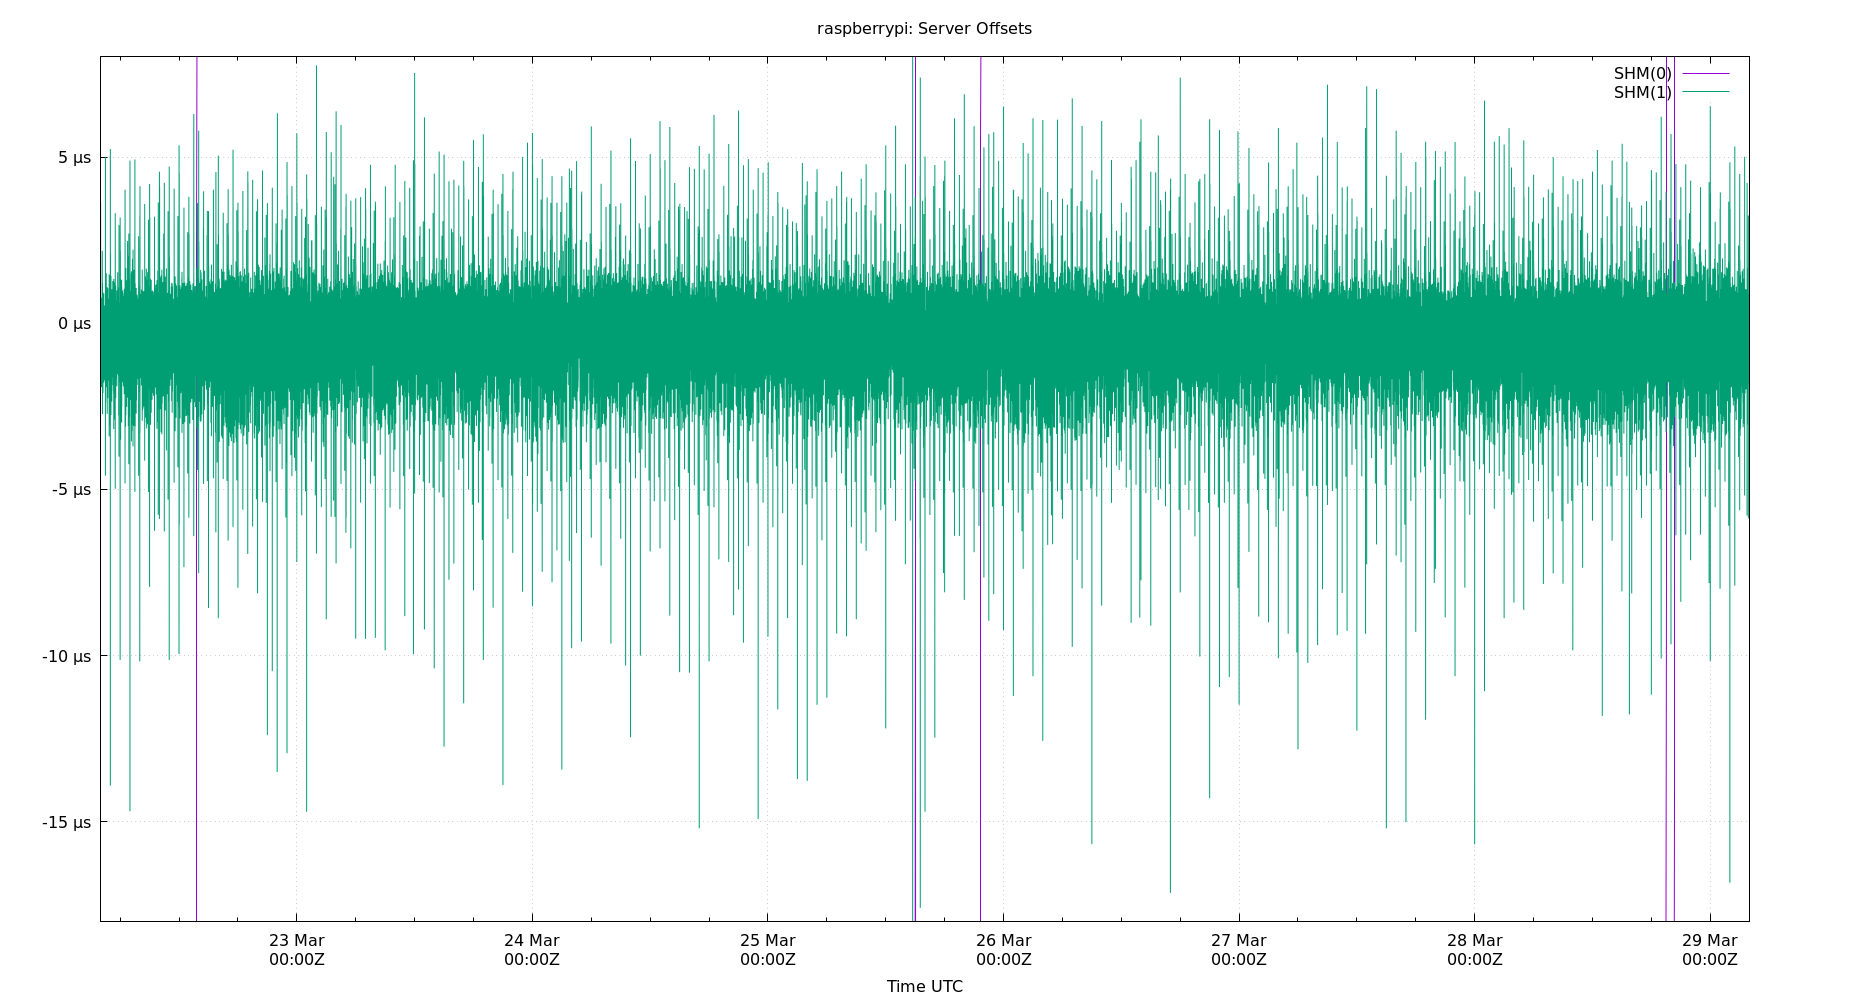 raspberrypi: Server Offsets
SHM(0)
SHM(1)
5 µs
0 µs
-5 µs
-10 µs
-15 µs
23 Mar 24 Mar 25 Mar 26 Mar 27 Mar 28 Mar 29 Mar
00:00Z 00:00Z 00:00Z 00:00Z 00:00Z 00:00Z 00:00Z
Time UTC